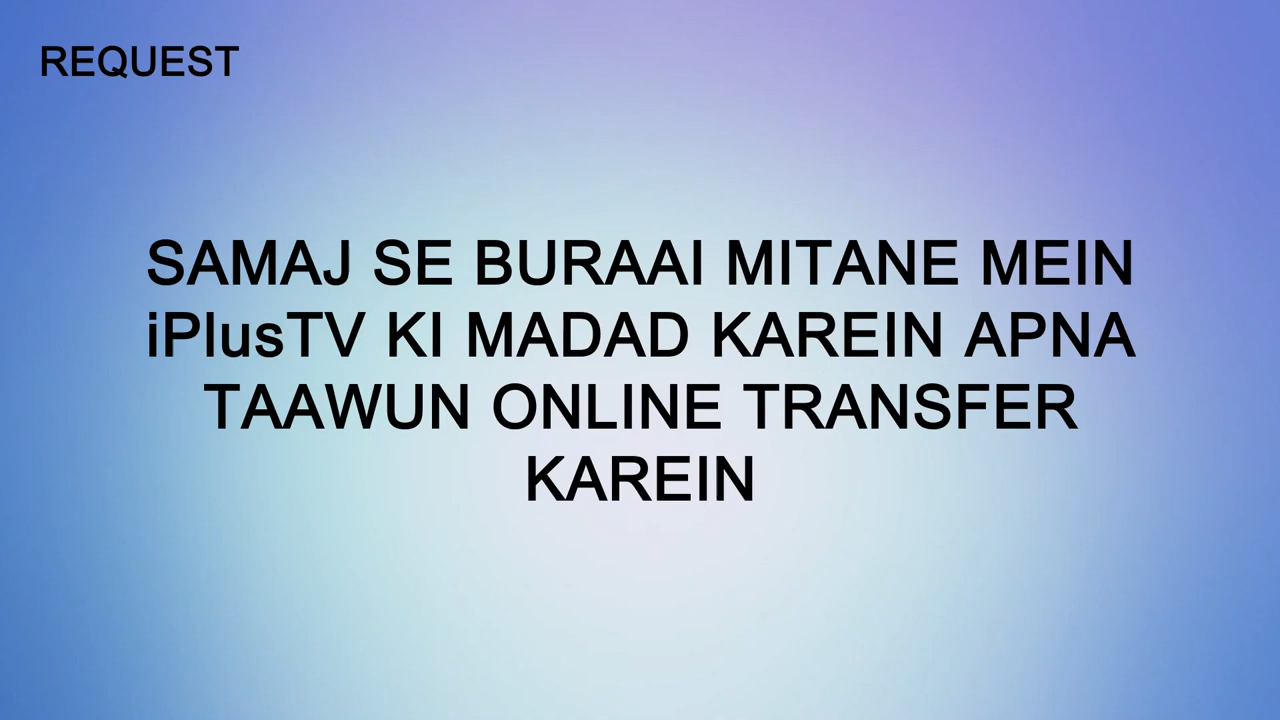 REQUEST
SAMAJ SE BURAAI MITANE MEIN
iPlusTV KI MADAD KAREIN APNA
TAAWUN ONLINE TRANSFER
KAREIN